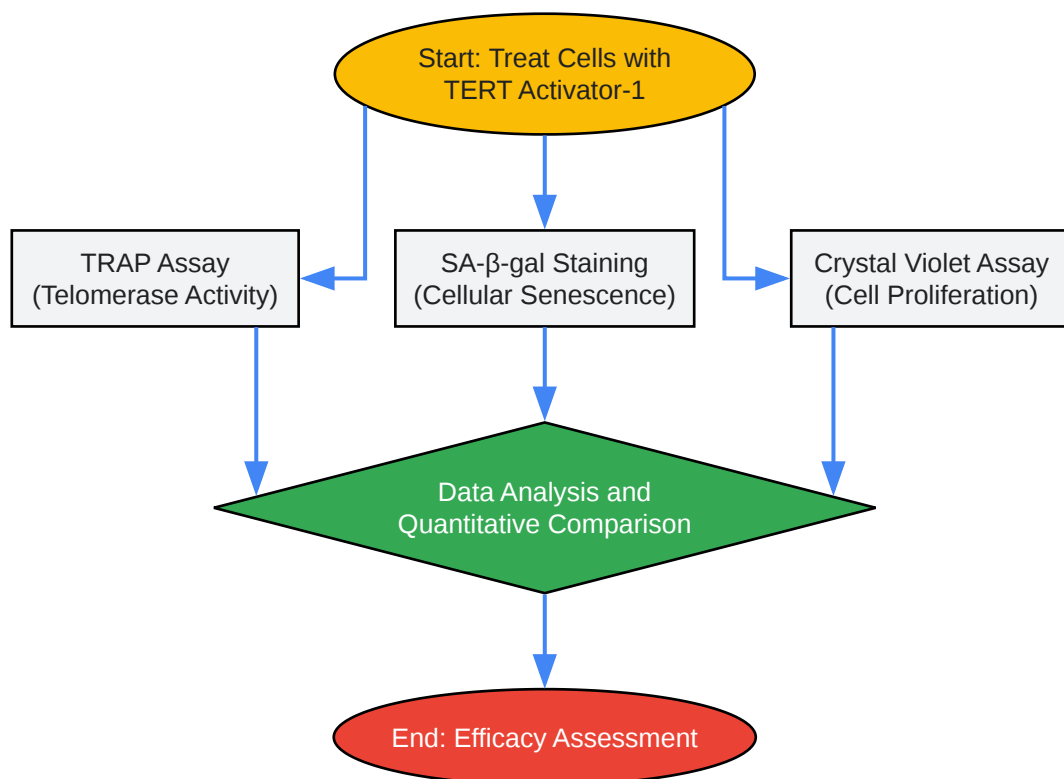 Start: Treat Cells with
TERT Activator-1
TRAP Assay
(Telomerase Activity)
SA-β-gal Staining
(Cellular Senescence)
Crystal Violet Assay
(Cell Proliferation)
Data Analysis and
Quantitative Comparison
End: Efficacy Assessment